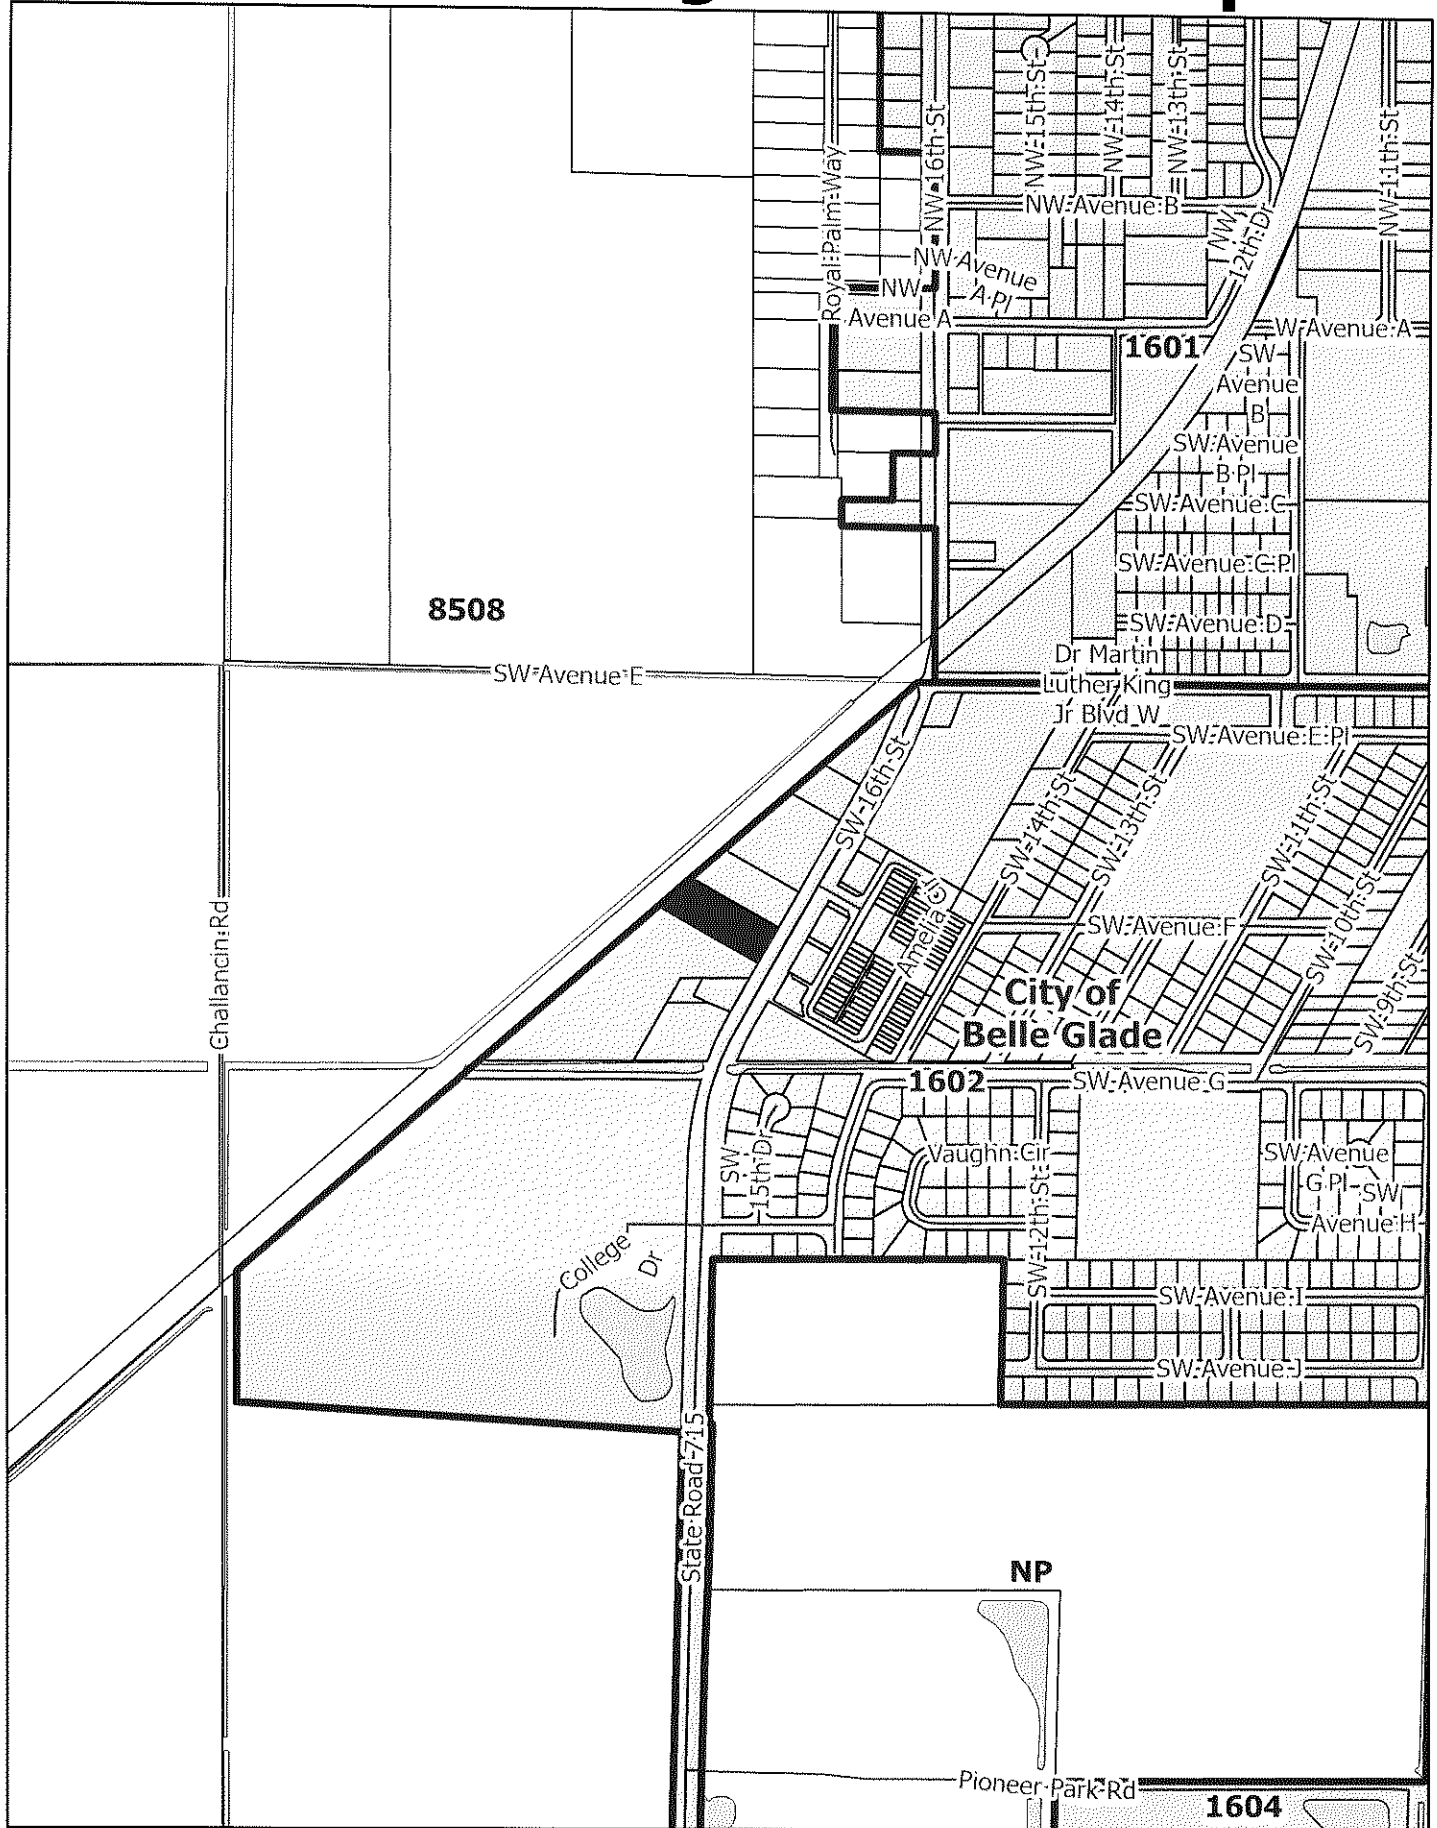 NW 16th St
NW 15th St
NW 14th St
NW 13th St
NW 11th St
Royal Palm Way
NW Avenue B
NW
12th Dr
NW Avenue
A Pl
NW
Avenue A
W Avenue A
1601
SW
Avenue
B
SW Avenue
B Pl
SW Avenue C
SW Avenue C Pl
8508
SW Avenue D
SW Avenue E
Dr Martin
Luther King
Jr Blvd W
SW Avenue E Pl
SW 16th St
SW 14th St
SW 13th St
SW 11th St
SW 10th St
SW 9th St
Amelia Cir
SW Avenue F
Challancin Rd
City of
Belle Glade
1602
SW Avenue G
SW
15th Dr
Vaughn Cir
SW 12th St
SW Avenue
G Pl
SW
Avenue H
College
Dr
SW Avenue I
SW Avenue J
State Road 715
NP
Pioneer Park Rd
1604